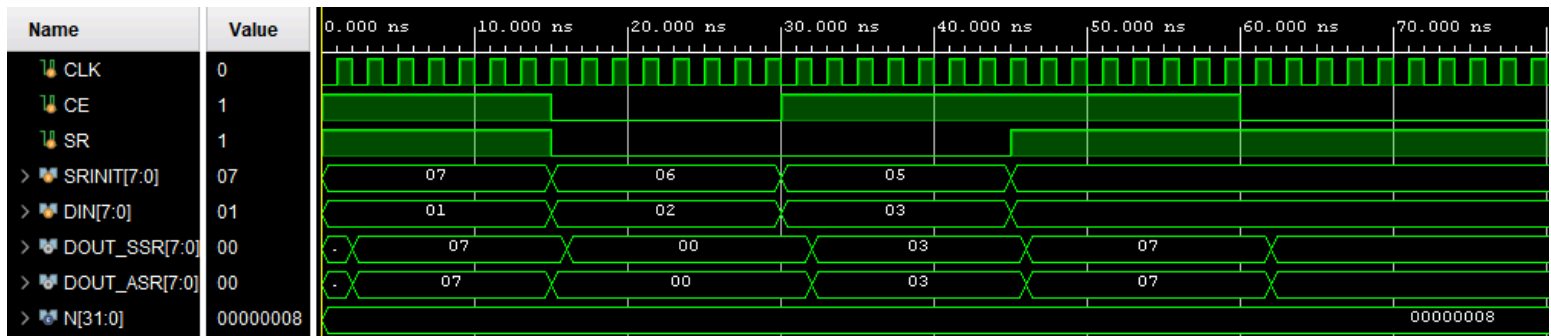 Name Value 0.000 ns 10.000 ns 20.000 ns 30.000 ns 40.000 ns 50.000 ns 60.000 ns 70.000 ns
CLK 0
CE 1
SR 1
> SRINIT[7:0] 07 07 06 05
> DIN[7:0] 01 01 02 03
> DOUT_SSR[7:0] 00 . 07 00 03 07
> DOUT_ASR[7:0] 00 . 07 00 03 07
> N[31:0] 00000008 00000008